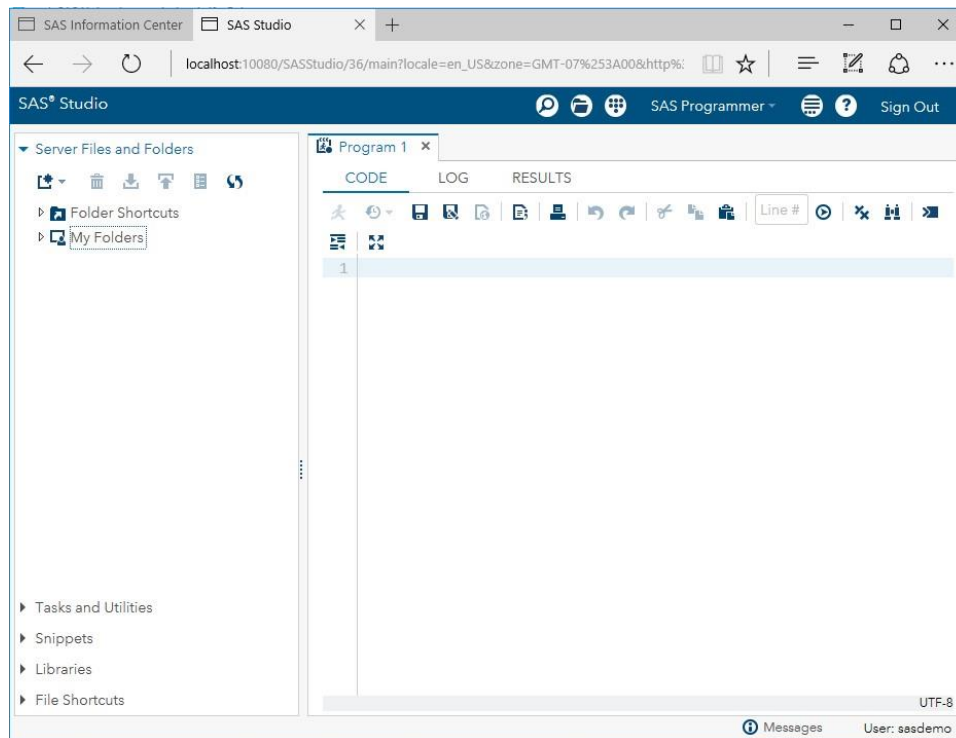 SAS Information Center
SAS Studio
localhost:10080/SASStudio/36/main?locale=en_US&zone=GMT-07%253A00&http%:
SAS® Studio
SAS Programmer
Sign Out
Server Files and Folders
Folder Shortcuts
My Folders
Tasks and Utilities
Snippets
Libraries
File Shortcuts
Program 1
CODE LOG RESULTS
Line #
1
UTF-8
Messages
User: sasdemo